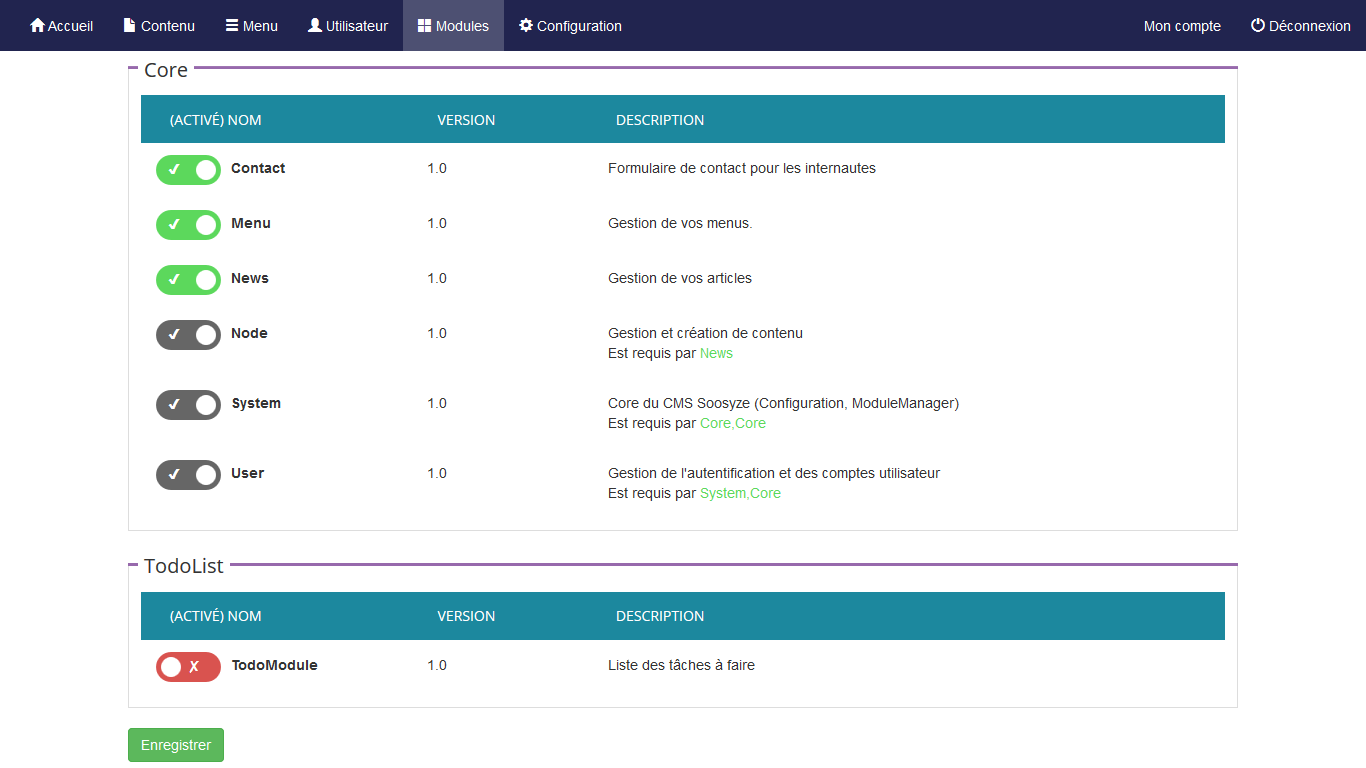 Accueil Contenu Menu Utilisateur Modules Configuration Mon compte Déconnexion
Core
(ACTIVÉ) NOM VERSION DESCRIPTION
Contact 1.0 Formulaire de contact pour les internautes
Menu 1.0 Gestion de vos menus.
News 1.0 Gestion de vos articles
Node 1.0 Gestion et création de contenu
Est requis par News
System 1.0 Core du CMS Soosyze (Configuration, ModuleManager)
Est requis par Core,Core
User 1.0 Gestion de l'autentification et des comptes utilisateur
Est requis par System,Core
TodoList
(ACTIVÉ) NOM VERSION DESCRIPTION
X TodoModule 1.0 Liste des tâches à faire
Enregistrer